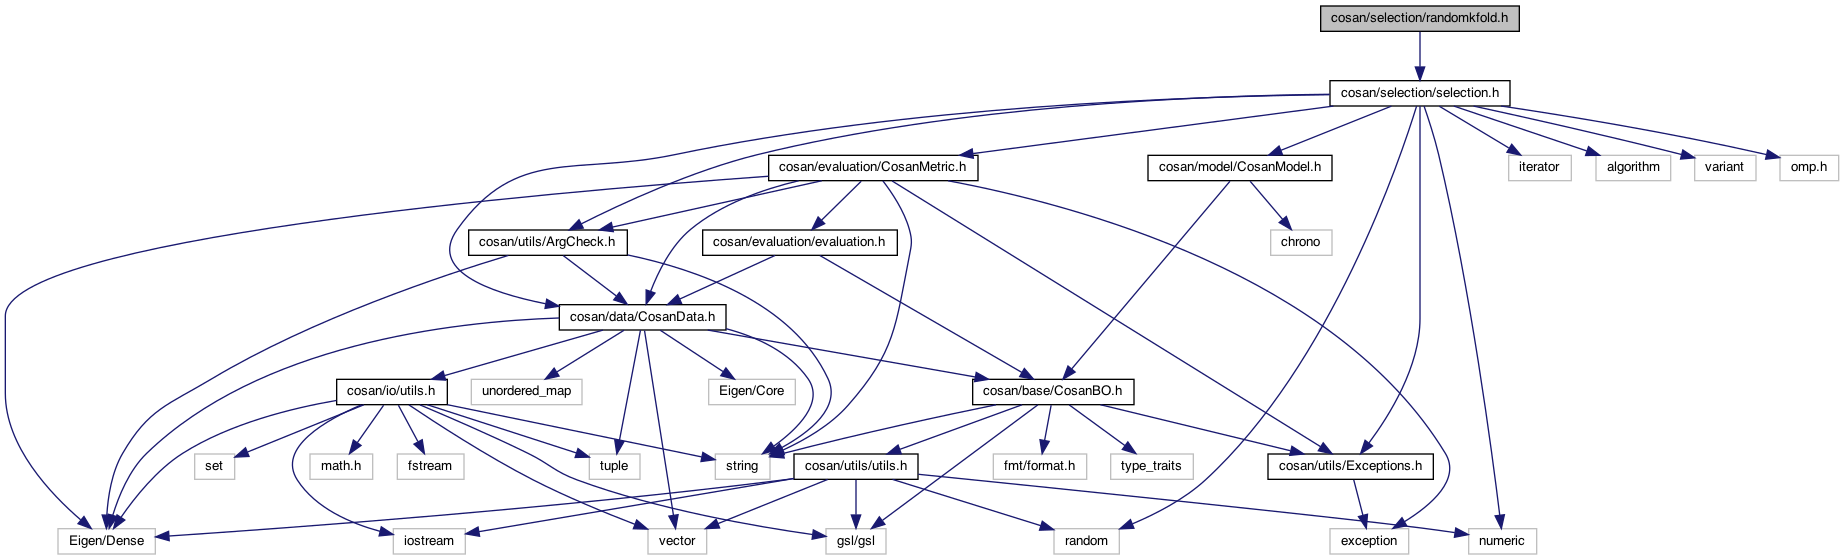 cosan/selection/randomkfold.h
cosan/selection/selection.h
cosan/evaluation/CosanMetric.h
cosan/model/CosanModel.h
iterator
algorithm
variant
omp.h
cosan/utils/ArgCheck.h
cosan/evaluation/evaluation.h
chrono
cosan/data/CosanData.h
cosan/io/utils.h
unordered_map
Eigen/Core
cosan/base/CosanBO.h
set
math.h
fstream
tuple
string
cosan/utils/utils.h
fmt/format.h
type_traits
cosan/utils/Exceptions.h
Eigen/Dense
iostream
vector
gsl/gsl
random
exception
numeric